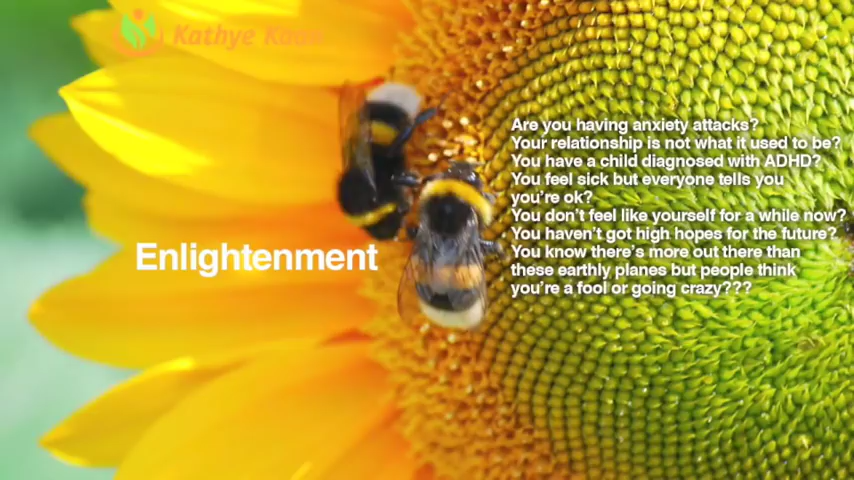 Kathye Kaan
Are you having anxiety attacks?
Your relationship is not what it used to be?
You have a child diagnosed with ADHD?
You feel sick but everyone tells you
you're ok?
You don't feel like yourself for a while now?
You haven't got high hopes for the future?
You know there's more out there than
these earthly planes but people think
you're a fool or going crazy???
Enlightenment